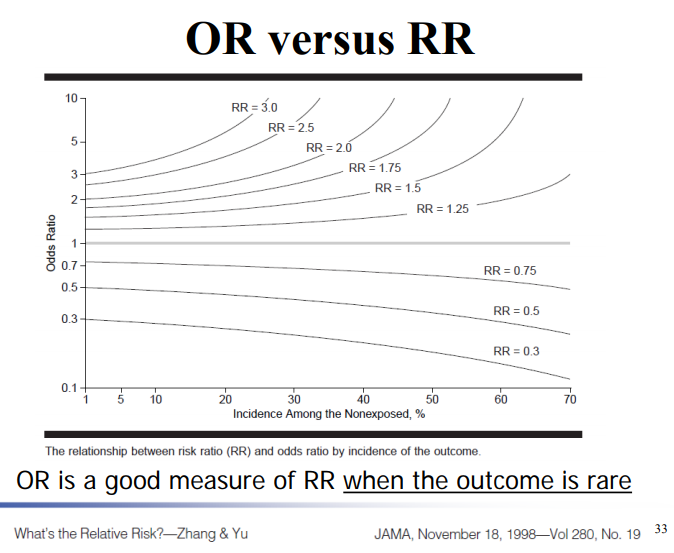 OR versus RR
10
5
3
2
1
0.7
0.5
0.3
0.1
Odds Ratio
RR = 3.0
RR = 2.5
RR = 2.0
RR = 1.75
RR = 1.5
RR = 1.25
RR = 0.75
RR = 0.5
RR = 0.3
1 5 10 20 30 40 50 60 70
Incidence Among the Nonexposed, %
The relationship between risk ratio (RR) and odds ratio by incidence of the outcome.
OR is a good measure of RR when the outcome is rare
What's the Relative Risk?—Zhang & Yu JAMA, November 18, 1998—Vol 280, No. 19 33